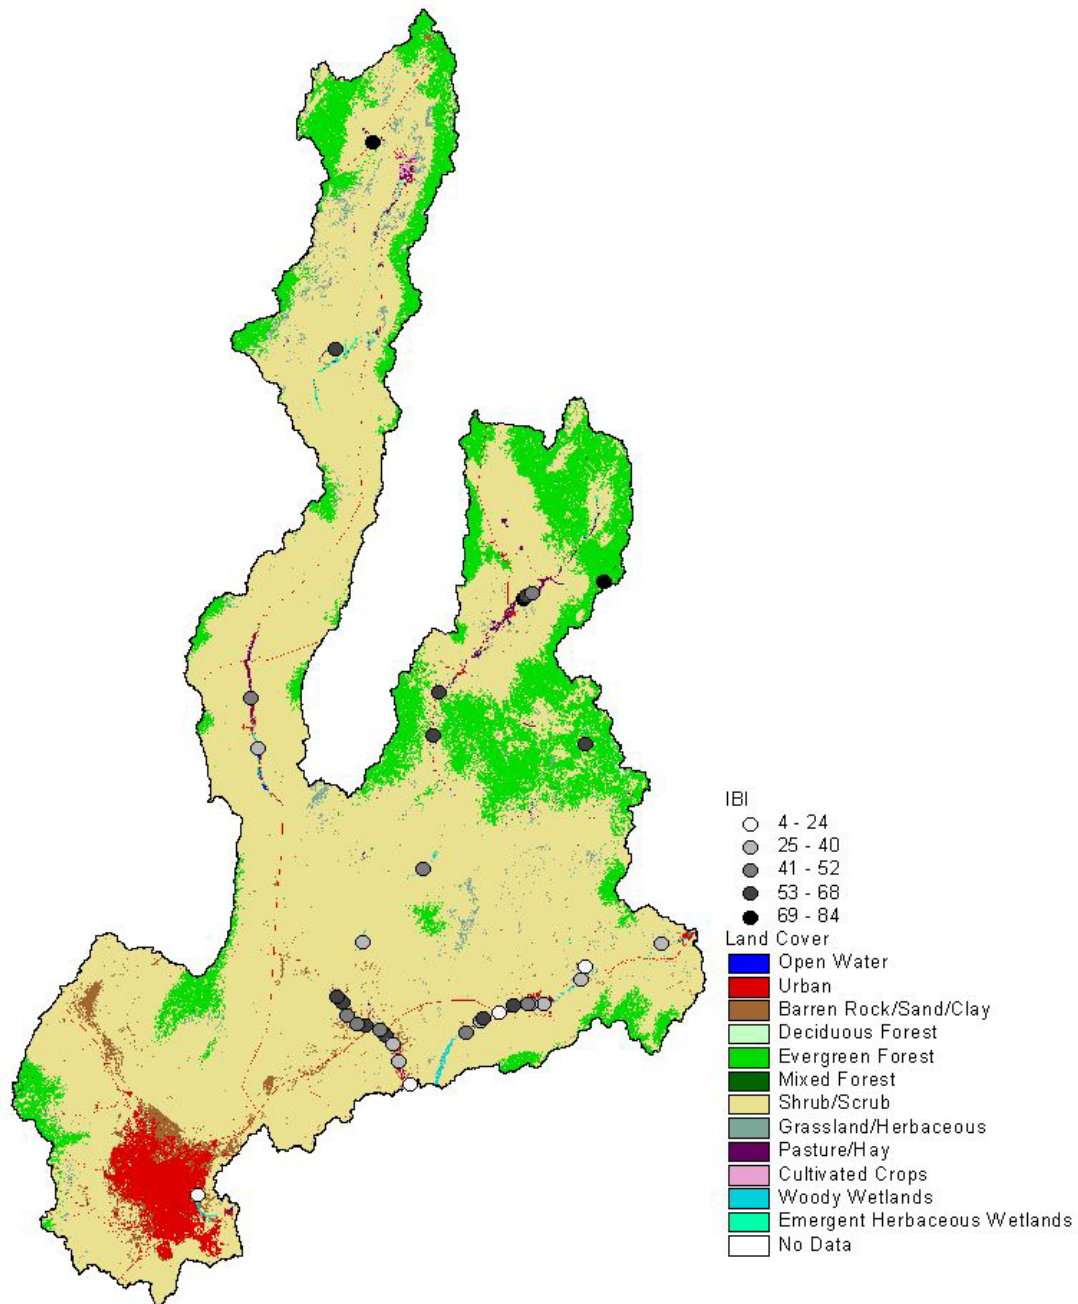 IBI
4 - 24
25 - 40
41 - 52
53 - 68
69 - 84
Land Cover
Open Water
Urban
Barren Rock/Sand/Clay
Deciduous Forest
Evergreen Forest
Mixed Forest
Shrub/Scrub
Grassland/Herbaceous
Pasture/Hay
Cultivated Crops
Woody Wetlands
Emergent Herbaceous Wetlands
No Data